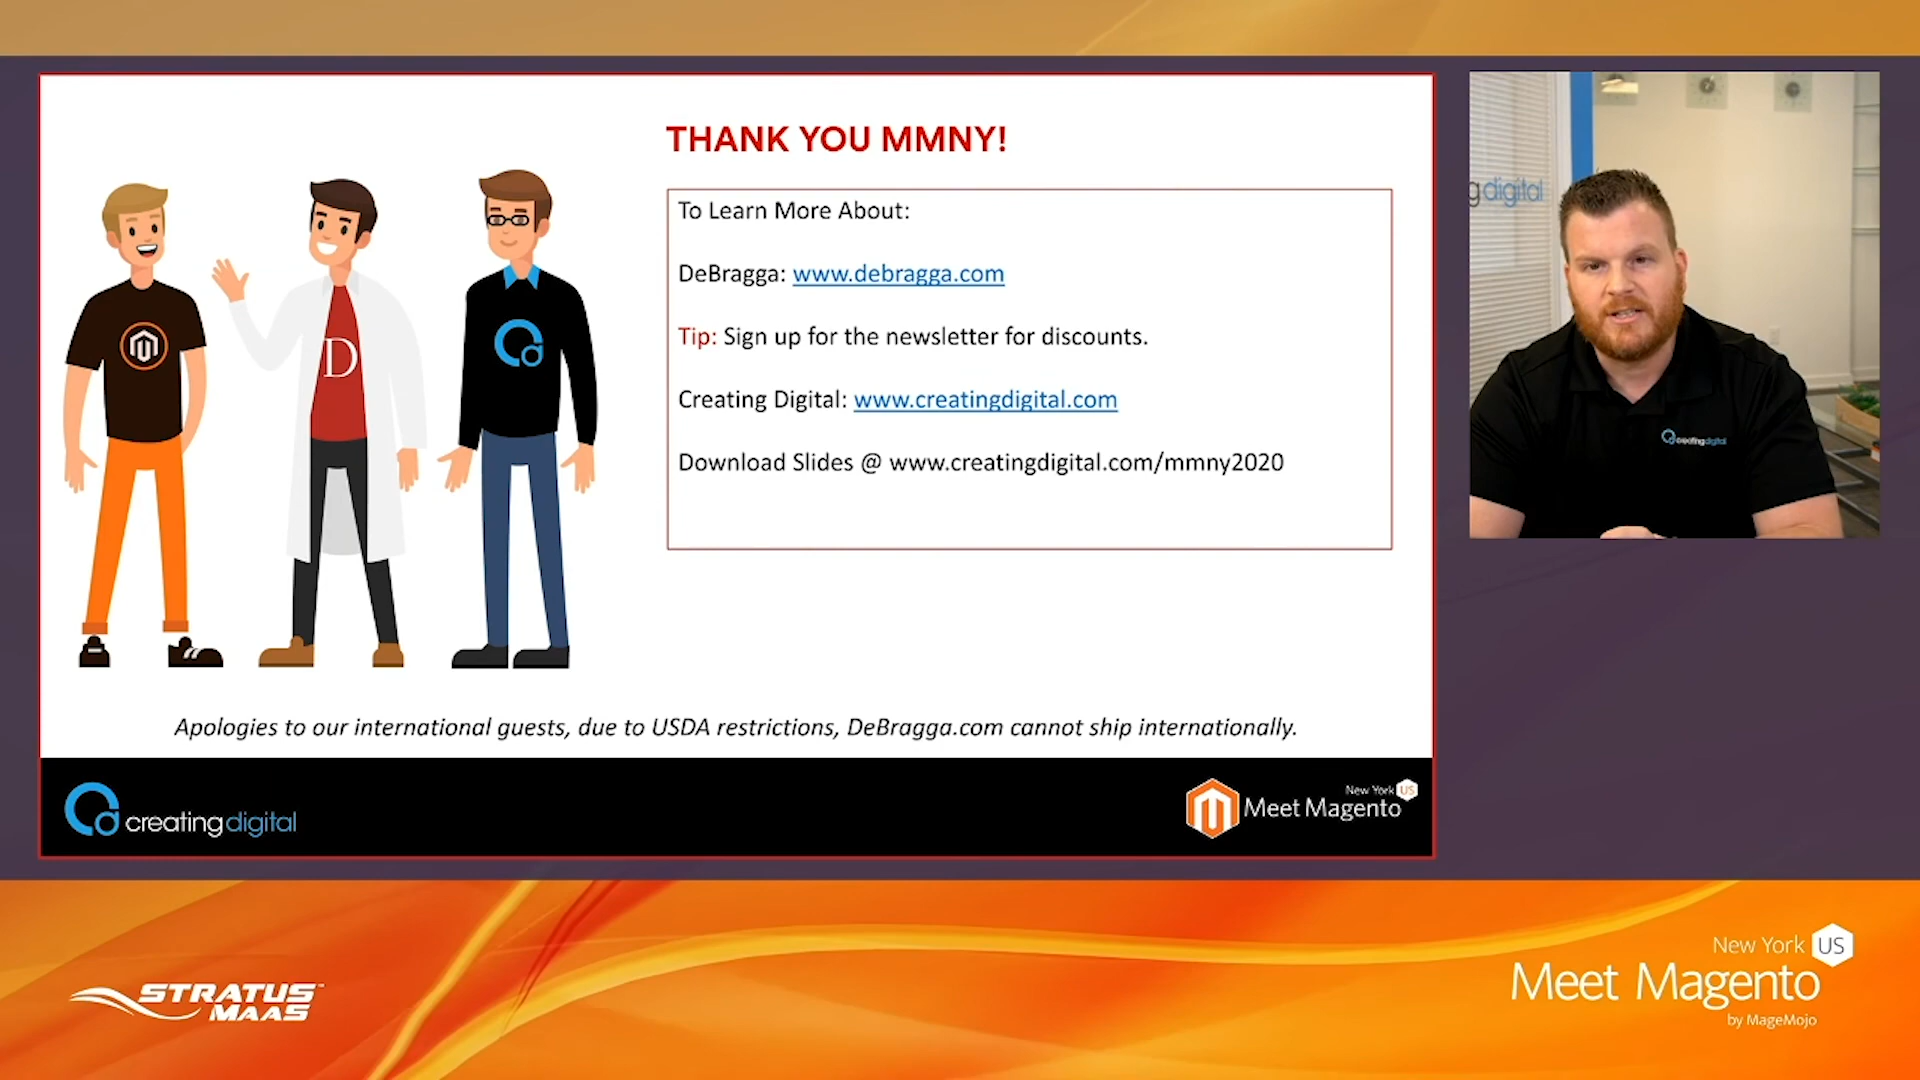 THANK YOU MMNY!
To Learn More About:
DeBragga: www.debragga.com
Tip: Sign up for the newsletter for discounts.
Creating Digital: www.creatingdigital.com
Download Slides @ www.creatingdigital.com/mmny2020
D
Apologies to our international guests, due to USDA restrictions, DeBragga.com cannot ship internationally.
creatingdigital
New York US
Meet Magento
g digital
creatingdigital
STRATUS™
MAAS
New York US
Meet Magento
by MageMojo